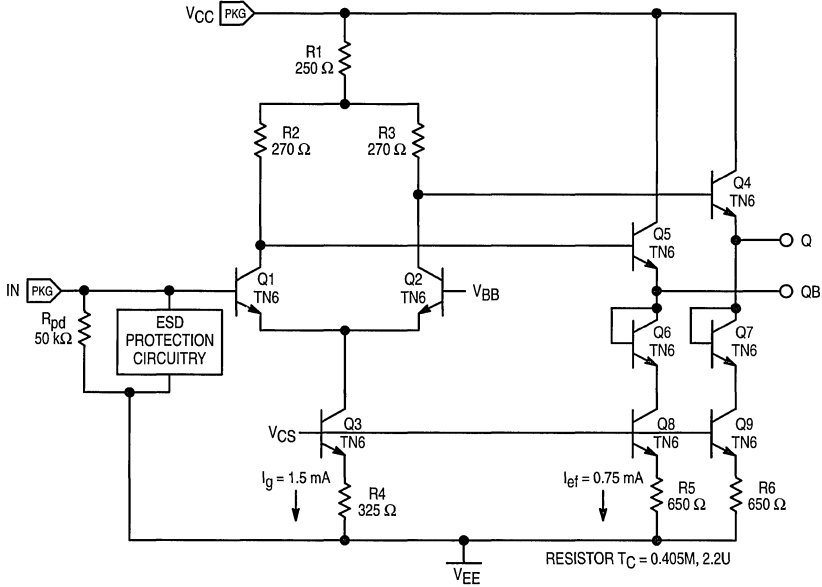 VCC PKG
R1
250 Ω
R2
270 Ω
R3
270 Ω
Q4
TN6
Q5
TN6
Q
IN PKG
Q1
TN6
Q2
TN6
VBB
QB
Rpd
50 kΩ
ESD
PROTECTION
CIRCUITRY
Q6
TN6
Q7
TN6
VCS
Q3
TN6
Q8
TN6
Q9
TN6
Ig = 1.5 mA
R4
325 Ω
Ief = 0.75 mA
R5
650 Ω
R6
650 Ω
VEE
RESISTOR TC = 0.405M, 2.2U